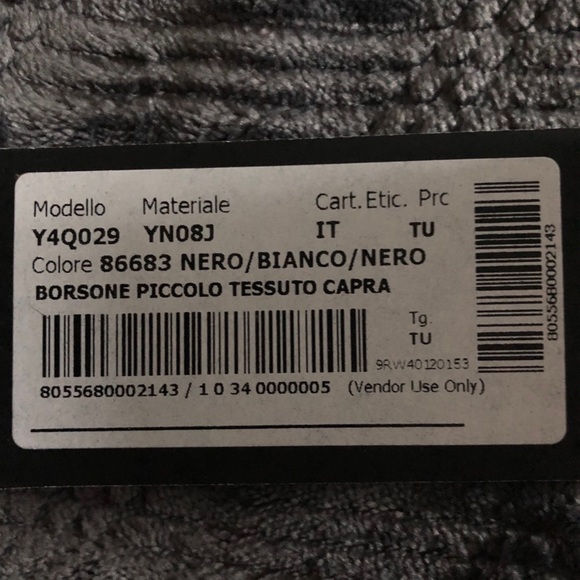 Modello Materiale Cart. Etic. Prc
Y4Q029 YN08J IT TU
Colore 86683 NERO/BIANCO/NERO
BORSONE PICCOLO TESSUTO CAPRA
Tg.
TU
9RW40120153
8055680002143 / 1 0 34 0000005 (Vendor Use Only)
8055680002143